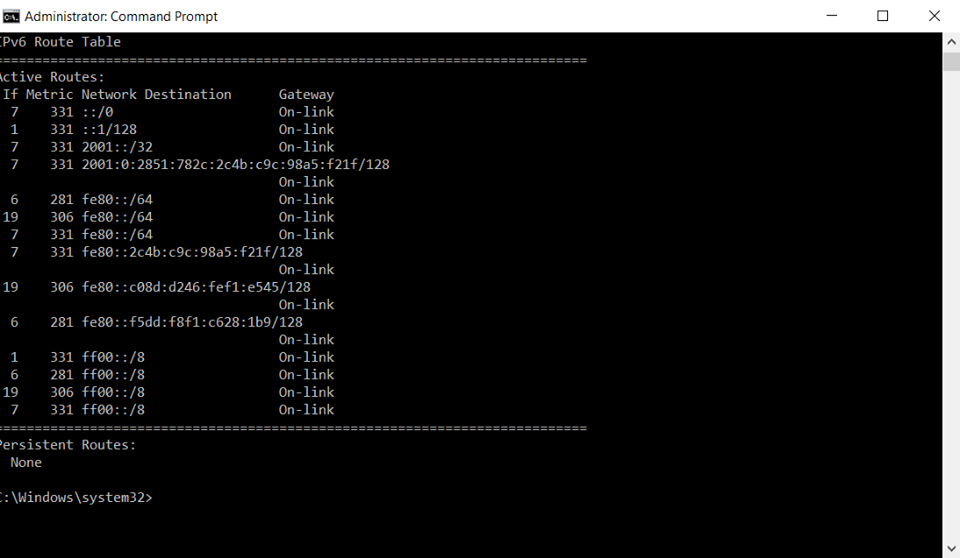 Administrator: Command Prompt
IPv6 Route Table
===========================================================================
Active Routes:
 If Metric Network Destination      Gateway
  7    331 ::/0                     On-link
  1    331 ::1/128                  On-link
  7    331 2001::/32                On-link
  7    331 2001:0:2851:782c:2c4b:c9c:98a5:f21f/128
                                    On-link
  6    281 fe80::/64                On-link
 19    306 fe80::/64                On-link
  7    331 fe80::/64                On-link
  7    331 fe80::2c4b:c9c:98a5:f21f/128
                                    On-link
 19    306 fe80::c08d:d246:fef1:e545/128
                                    On-link
  6    281 fe80::f5dd:f8f1:c628:1b9/128
                                    On-link
  1    331 ff00::/8                 On-link
  6    281 ff00::/8                 On-link
 19    306 ff00::/8                 On-link
  7    331 ff00::/8                 On-link
===========================================================================
Persistent Routes:
  None
C:\Windows\system32>